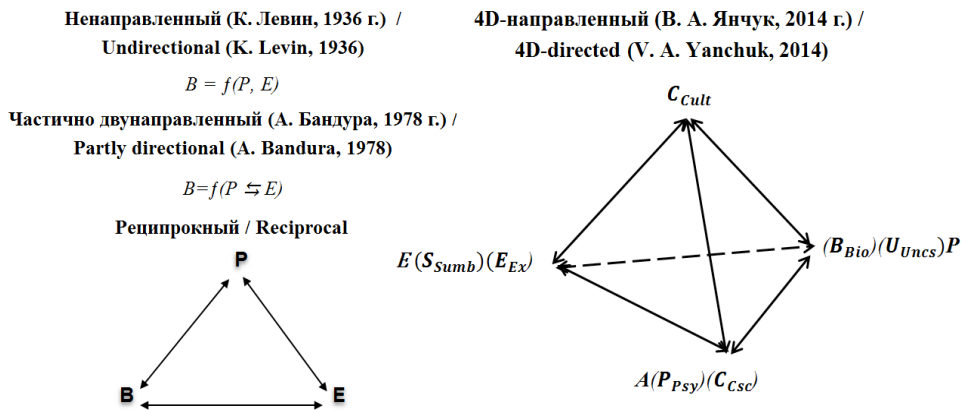 Ненаправленный (К. Левин, 1936 г.) /
Undirectional (K. Levin, 1936)
B = f(P, E)
Частично двунаправленный (А. Бандура, 1978 г.) /
Partly directional (A. Bandura, 1978)
B=f(P ⇆ E)
Реципрокный / Reciprocal
P
B
E
4D-направленный (В. А. Янчук, 2014 г.) /
4D-directed (V. A. Yanchuk, 2014)
C_Cult
E(S_Sumb)(E_Ex)
(B_Bio)(U_Uncs)P
A(P_Psy)(C_Csc)